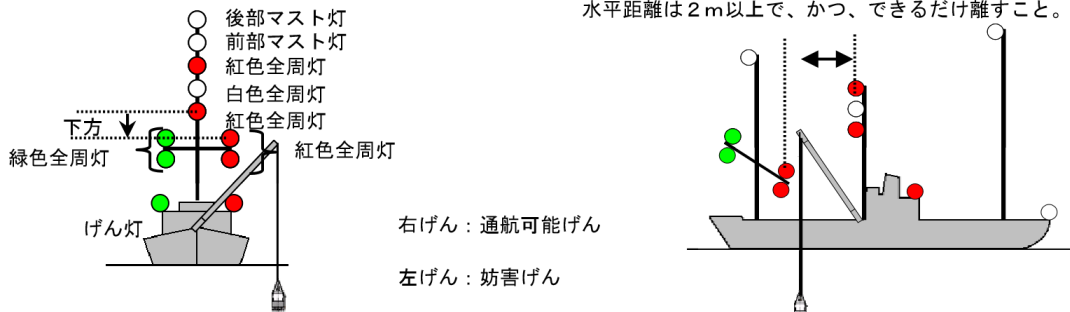 水平距離は2m以上で、かつ、できるだけ離すこと。
後部マスト灯
前部マスト灯
紅色全周灯
白色全周灯
紅色全周灯
下方
緑色全周灯
紅色全周灯
げん灯
右げん：通航可能げん
左げん：妨害げん